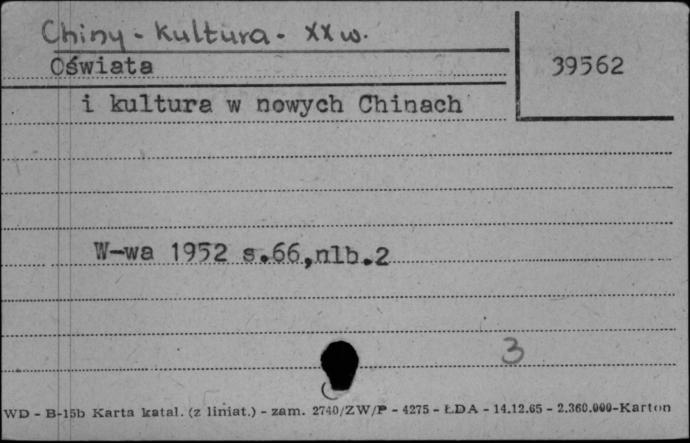 Chiny - kultura - XX w.
Oświata
39562
i kultura w nowych Chinach
W-wa 1952 s.66,nlb.2
3
WD - B-15b Karta katal. (z liniat.) - zam. 2740/ZW/P - 4275 - ŁDA - 14.12.65 - 2.360.000-Karton